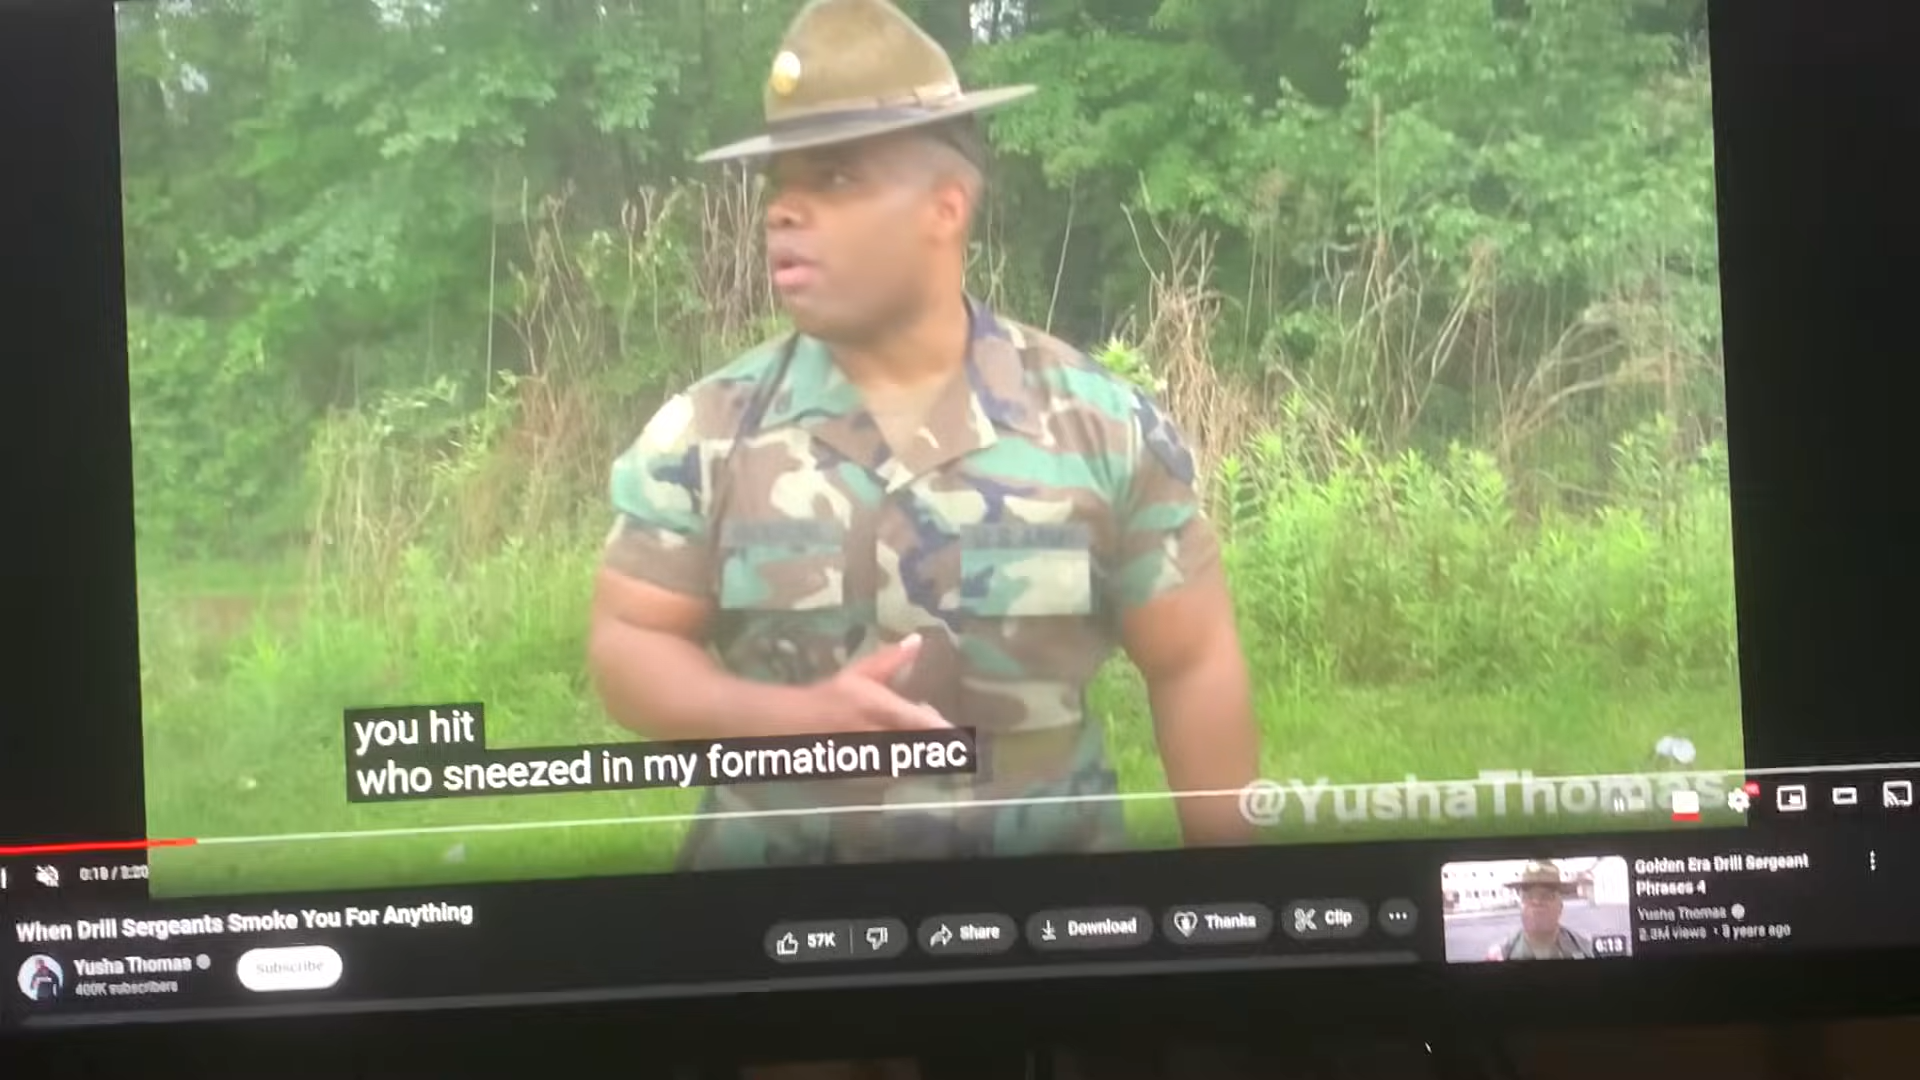 U.S. ARMY
you hit
who sneezed in my formation prac
@YushaThomas
0:18 / 3:20
When Drill Sergeants Smoke You For Anything
Yusha Thomas
400K subscribers
Subscribe
57K
Share
Download
Thanks
Clip
Golden Era Drill Sergeant
Phrases 4
Yusha Thomas
2.3M views • 8 years ago
6:13